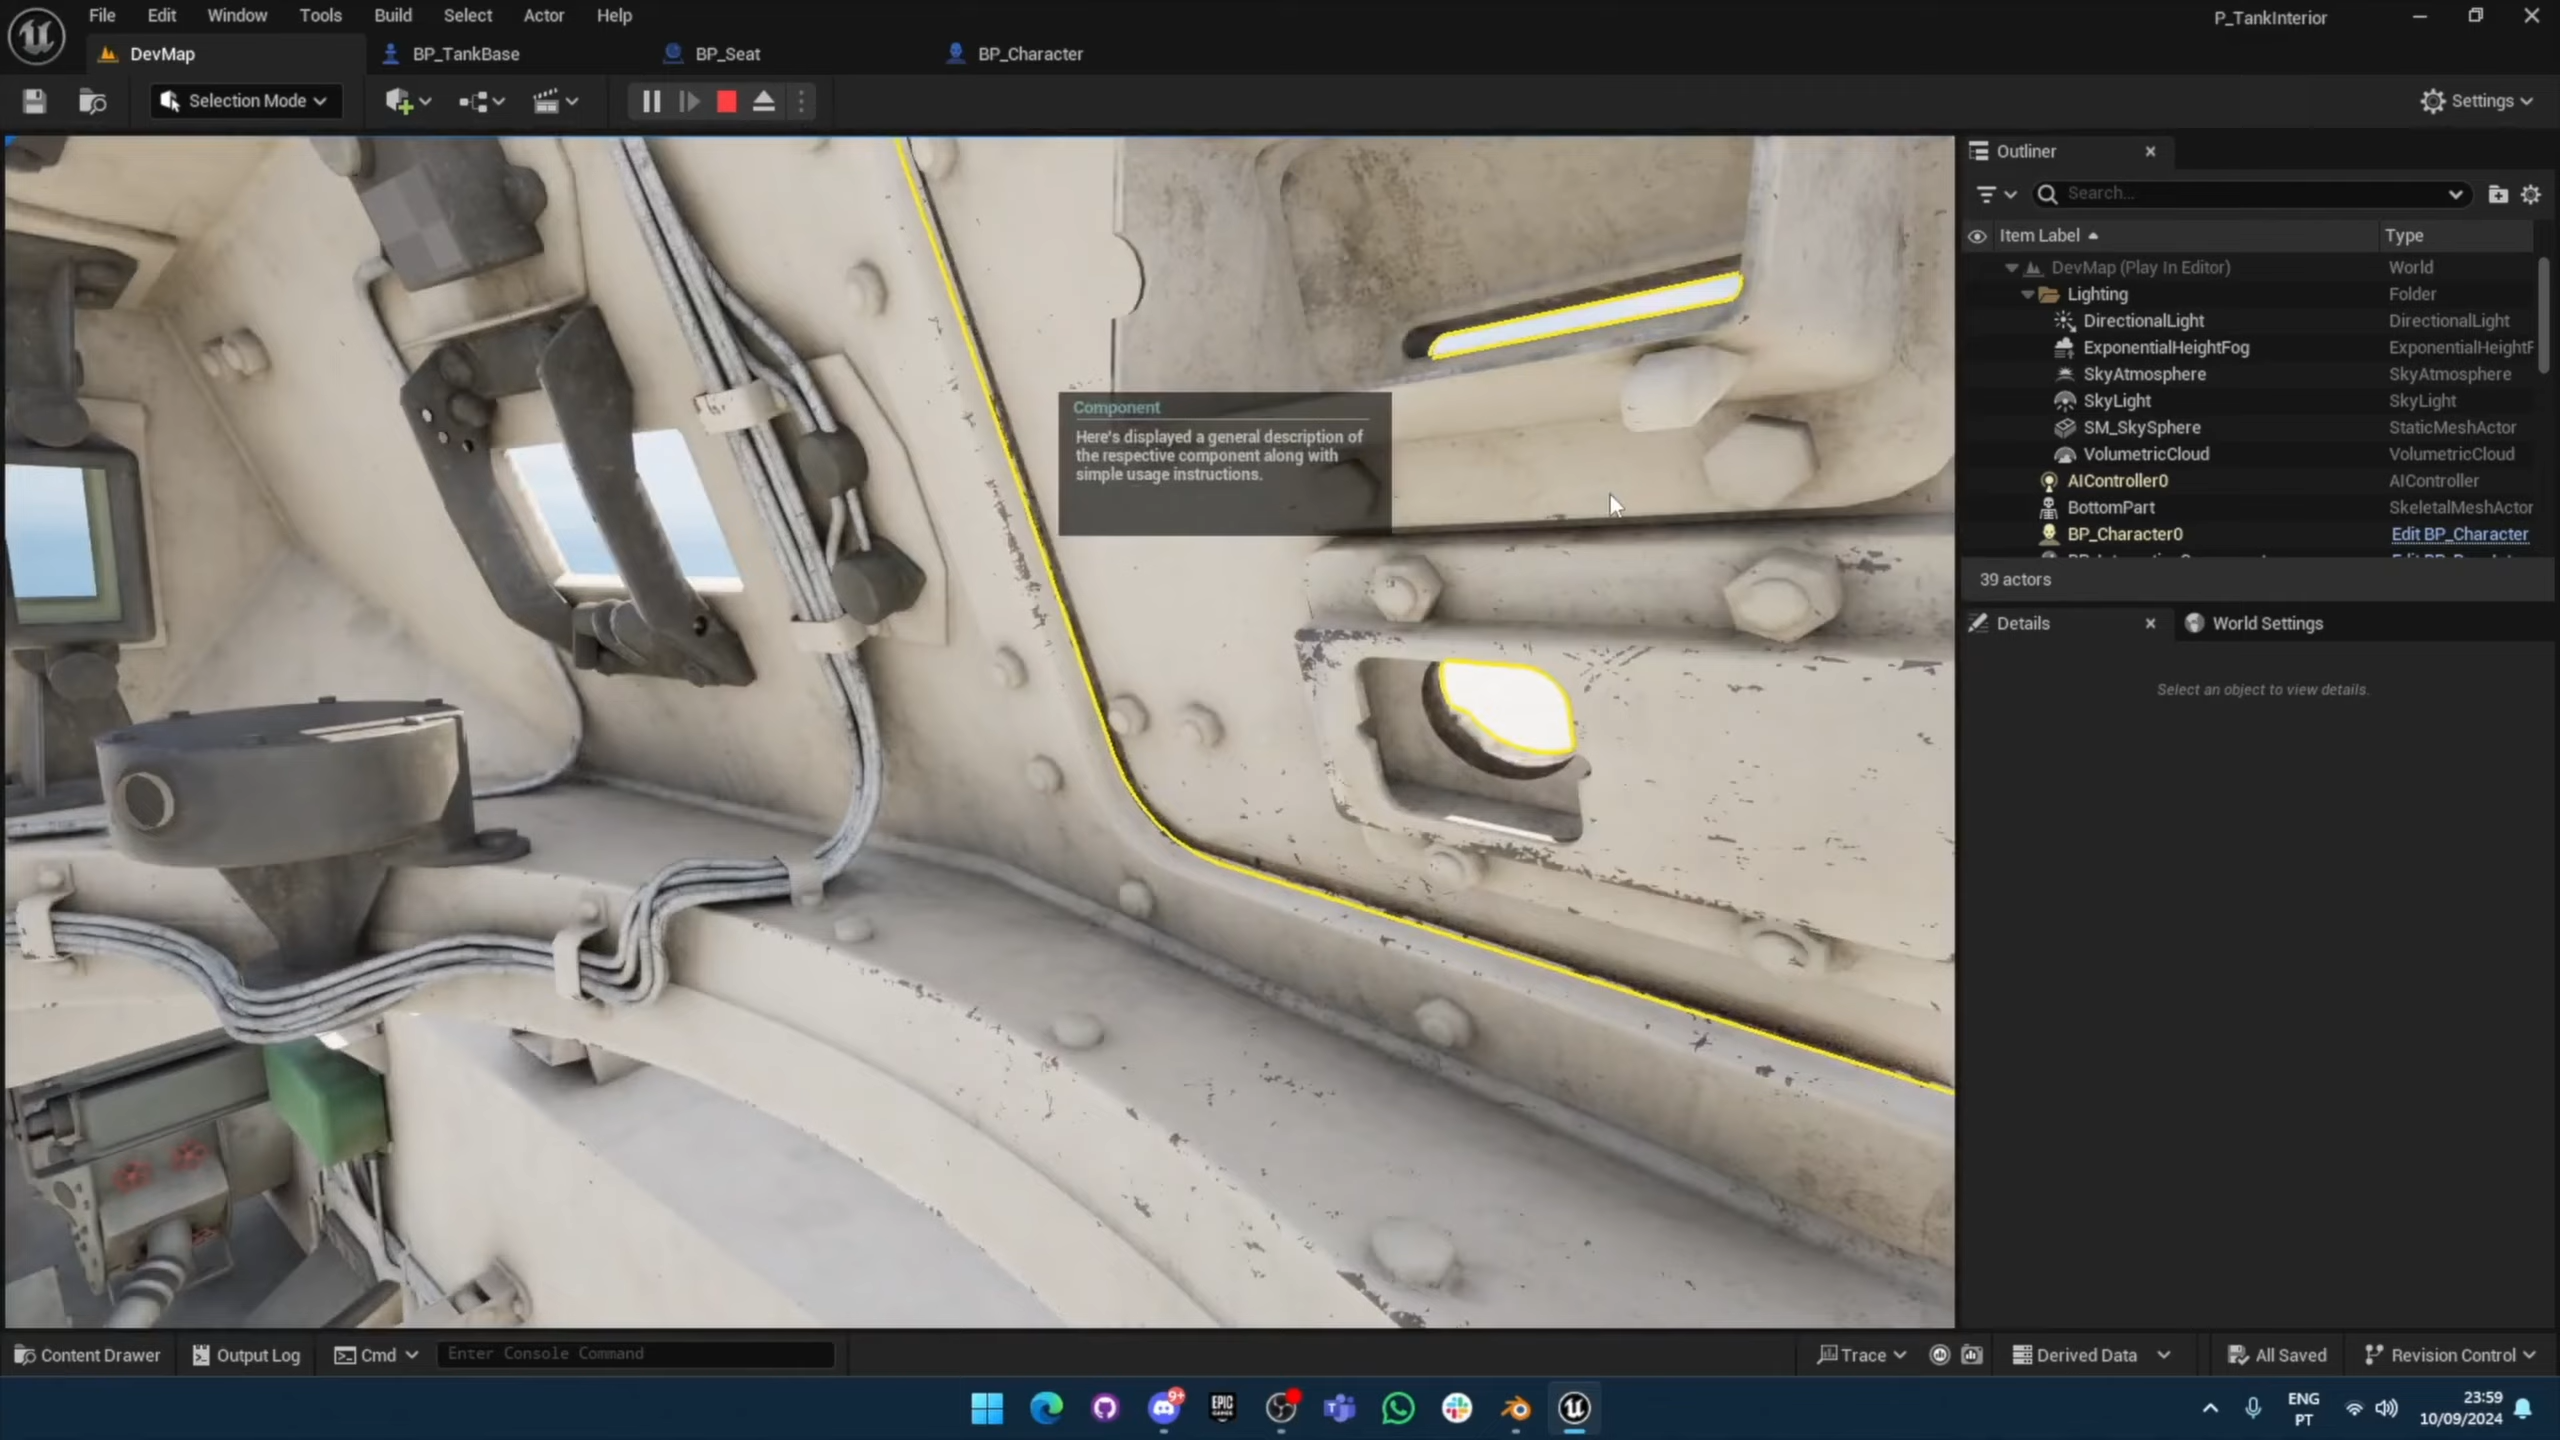 File Edit Window Tools Build Select Actor Help
P_TankInterior
DevMap BP_TankBase BP_Seat BP_Character
Selection Mode
Settings
Outliner
Search...
Item Label Type
DevMap (Play In Editor) World
Lighting Folder
DirectionalLight DirectionalLight
ExponentialHeightFog ExponentialHeightF
SkyAtmosphere SkyAtmosphere
SkyLight SkyLight
SM_SkySphere StaticMeshActor
VolumetricCloud VolumetricCloud
AIController0 AIController
BottomPart SkeletalMeshActor
BP_Character0 Edit BP_Character
39 actors
Details World Settings
Select an object to view details.
Component
Here's displayed a general description of
the respective component along with
simple usage instructions.
Content Drawer Output Log Cmd Enter Console Command Trace Derived Data All Saved Revision Control
9+
EPIC
GAMES
ENG
PT
23:59
10/09/2024